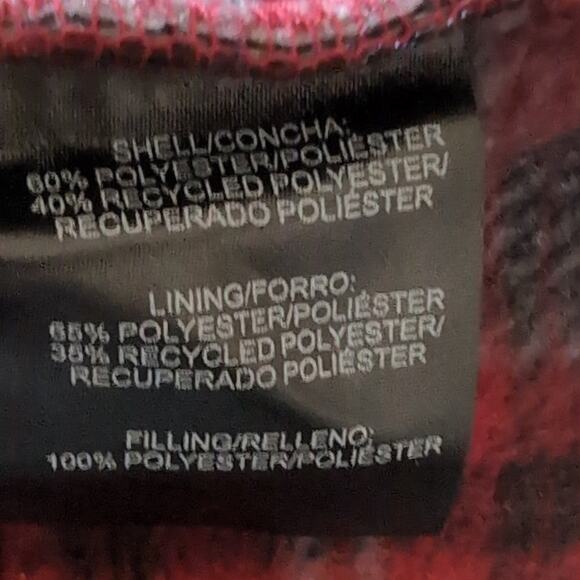 SHELL/CONCHA:
60% POLYESTER/POLIÉSTER
40% RECYCLED POLYESTER/
RECUPERADO POLIÉSTER
LINING/FORRO:
65% POLYESTER/POLIÉSTER
35% RECYCLED POLYESTER/
RECUPERADO POLIÉSTER
FILLING/RELLENO:
100% POLYESTER/POLIÉSTER